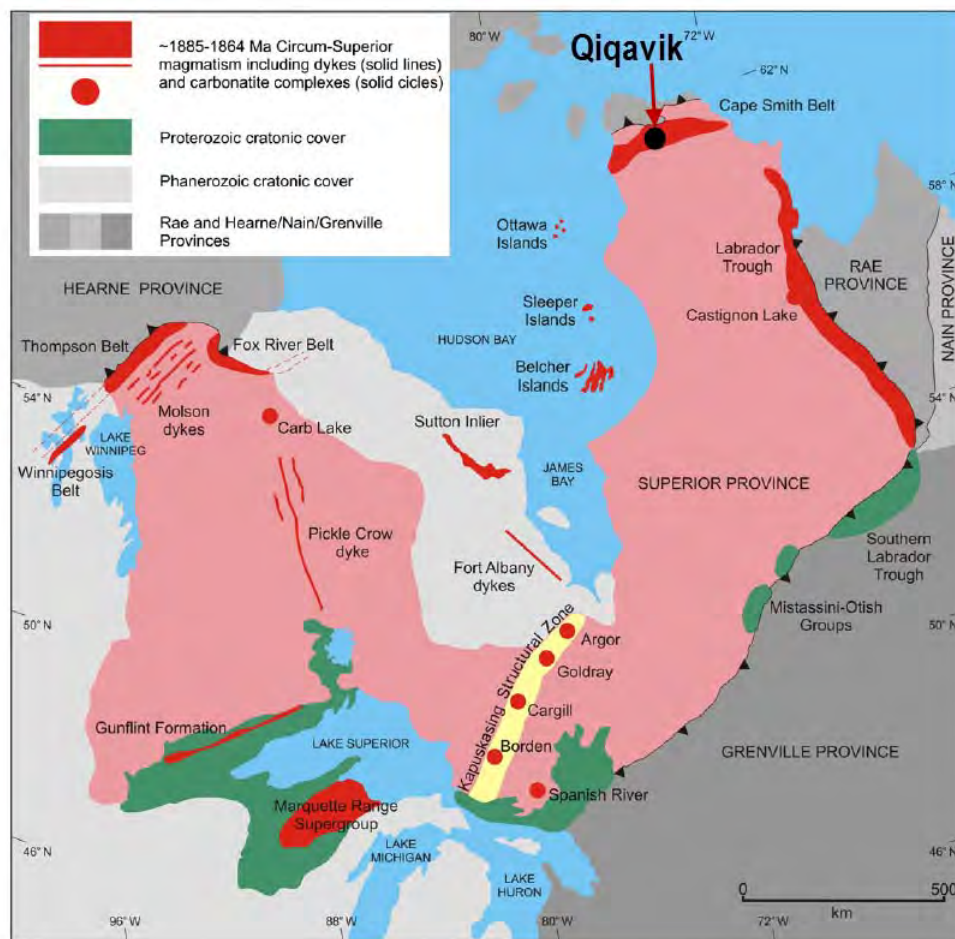 ~1885-1864 Ma Circum-Superior
magmatism including dykes (solid lines)
and carbonatite complexes (solid cicles)
Proterozoic cratonic cover
Phanerozoic cratonic cover
Rae and Hearne/Nain/Grenville
Provinces
80° W
72° W
Qiqavik
62° N
Cape Smith Belt
58° N
Ottawa
Islands
Labrador
Trough
RAE
PROVINCE
NAIN PROVINCE
HEARNE PROVINCE
Sleeper
Islands
Castignon Lake
Thompson Belt
Fox River Belt
HUDSON BAY
Belcher
Islands
54° N
54° N
Molson
dykes
Carb Lake
Sutton Inlier
LAKE
WINNIPEG
Winnipegosis
Belt
JAMES
BAY
SUPERIOR PROVINCE
Pickle Crow
dyke
Fort Albany
dykes
Southern
Labrador
Trough
Mistassini-Otish
Groups
50° N
50° N
Kapuskasing Structural Zone
Argor
Goldray
Cargill
Borden
Gunflint Formation
LAKE SUPERIOR
GRENVILLE PROVINCE
Spanish River
Marquette Range
Supergroup
LAKE
MICHIGAN
LAKE
HURON
46° N
46° N
0
500
km
96° W
88° W
80° W
72° W